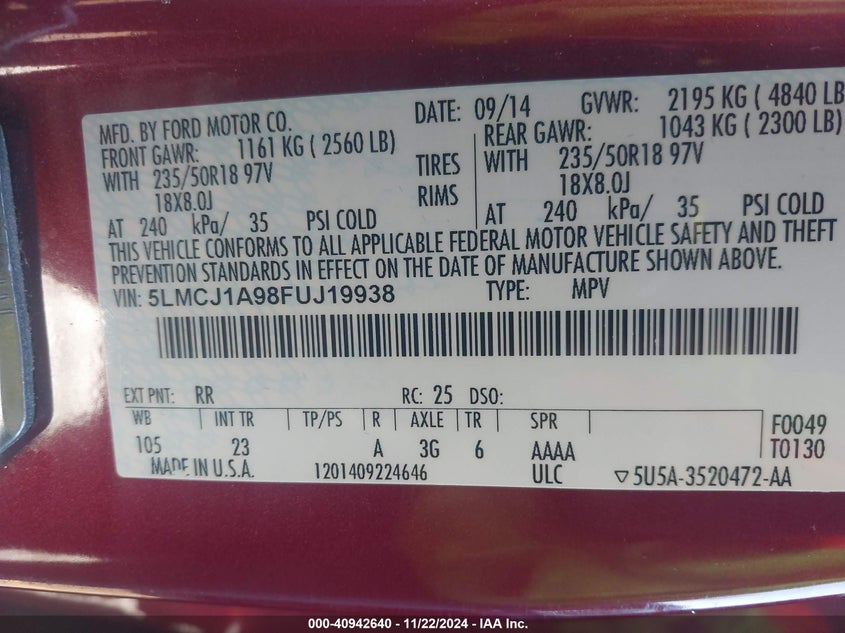 MFD. BY FORD MOTOR CO. DATE: 09/14 GVWR: 2195 KG ( 4840 LB
FRONT GAWR: 1161 KG ( 2560 LB) REAR GAWR: 1043 KG ( 2300 LB)
WITH 235/50R18 97V TIRES WITH 235/50R18 97V
18X8.0J RIMS 18X8.0J
AT 240 kPa/ 35 PSI COLD AT 240 kPa/ 35 PSI COLD
THIS VEHICLE CONFORMS TO ALL APPLICABLE FEDERAL MOTOR VEHICLE SAFETY AND THEFT
PREVENTION STANDARDS IN EFFECT ON THE DATE OF MANUFACTURE SHOWN ABOVE.
VIN: 5LMCJ1A98FUJ19938 TYPE: MPV
EXT PNT: RR RC: 25 DSO:
WB INT TR TP/PS R AXLE TR SPR F0049
105 23 A 3G 6 AAAA T0130
MADE IN U.S.A. 1201409224646 ULC ▽5U5A-3520472-AA
000-40942640 - 11/22/2024 - IAA Inc.